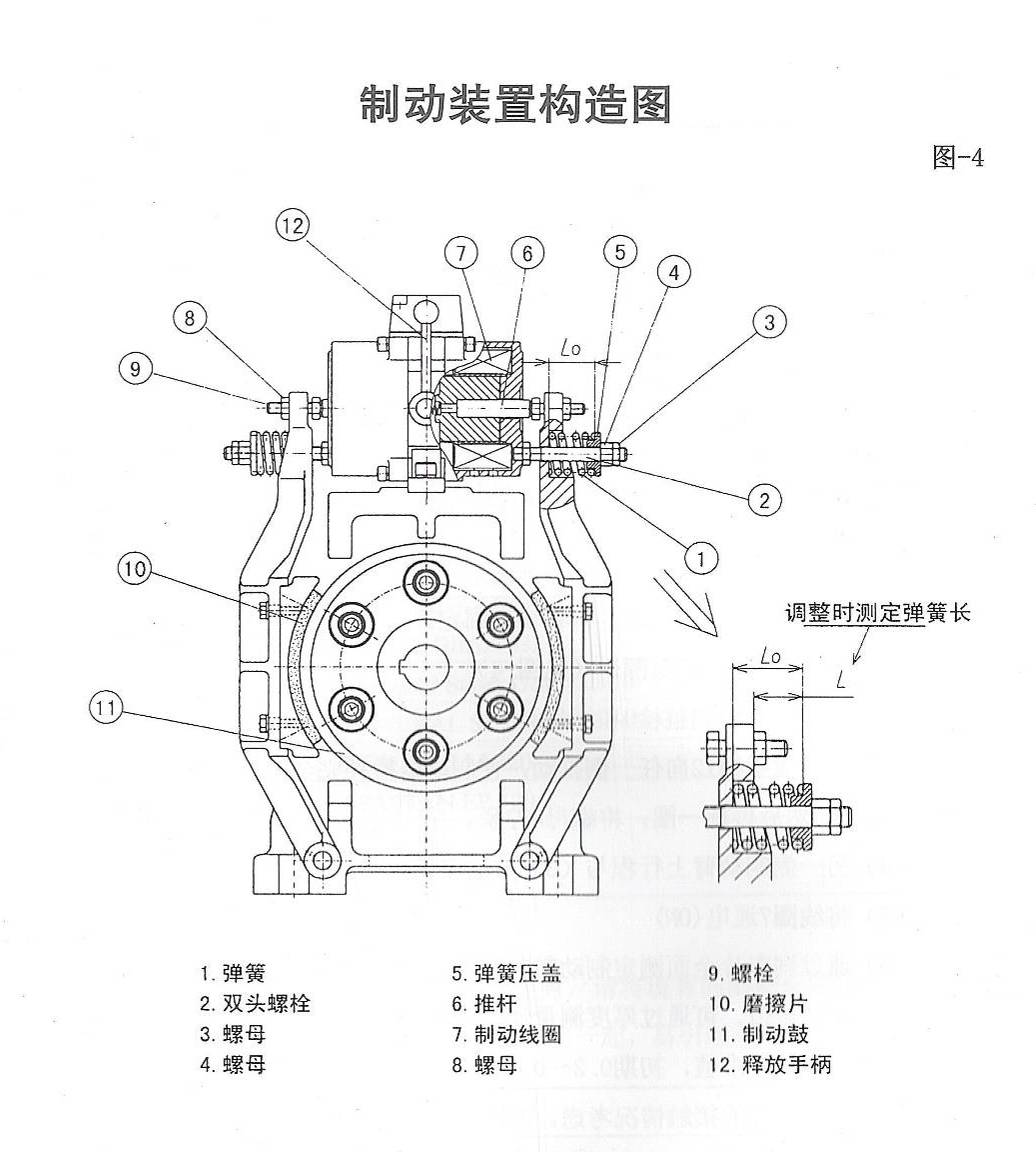 制动装置构造图
图-4
12
7
6
5
4
8
3
9
Lo
2
1
10
调整时测定弹簧长
Lo
L
11
1. 弹簧
2. 双头螺栓
3. 螺母
4. 螺母
5. 弹簧压盖
6. 推杆
7. 制动线圈
8. 螺母
9. 螺栓
10. 磨擦片
11. 制动鼓
12. 释放手柄